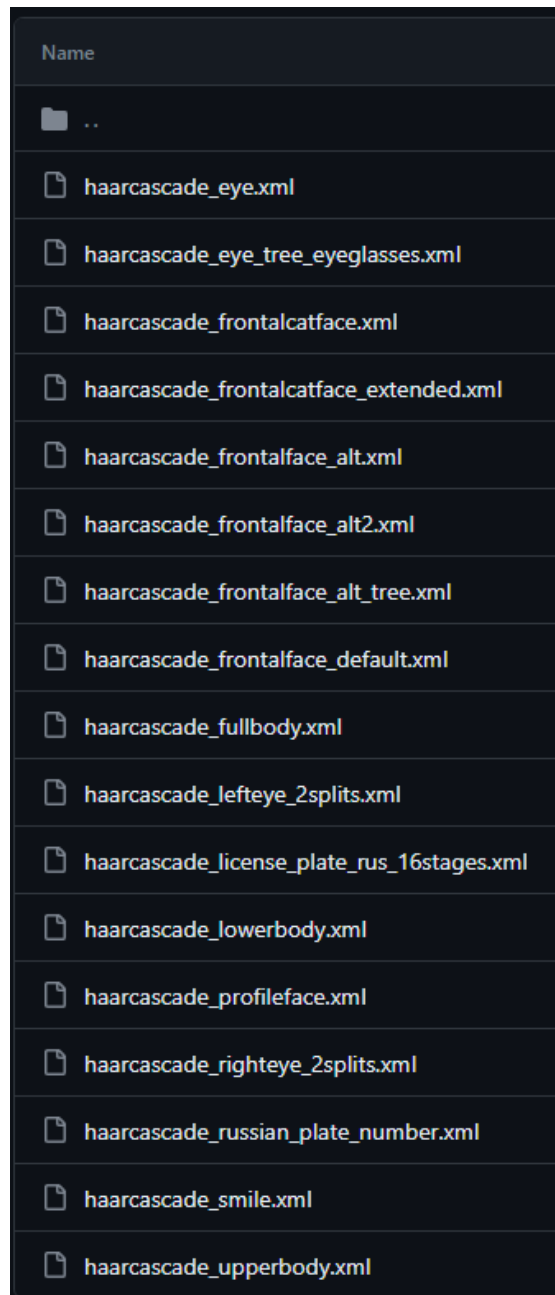 Name
..
haarcascade_eye.xml
haarcascade_eye_tree_eyeglasses.xml
haarcascade_frontalcatface.xml
haarcascade_frontalcatface_extended.xml
haarcascade_frontalface_alt.xml
haarcascade_frontalface_alt2.xml
haarcascade_frontalface_alt_tree.xml
haarcascade_frontalface_default.xml
haarcascade_fullbody.xml
haarcascade_lefteye_2splits.xml
haarcascade_license_plate_rus_16stages.xml
haarcascade_lowerbody.xml
haarcascade_profileface.xml
haarcascade_righteye_2splits.xml
haarcascade_russian_plate_number.xml
haarcascade_smile.xml
haarcascade_upperbody.xml